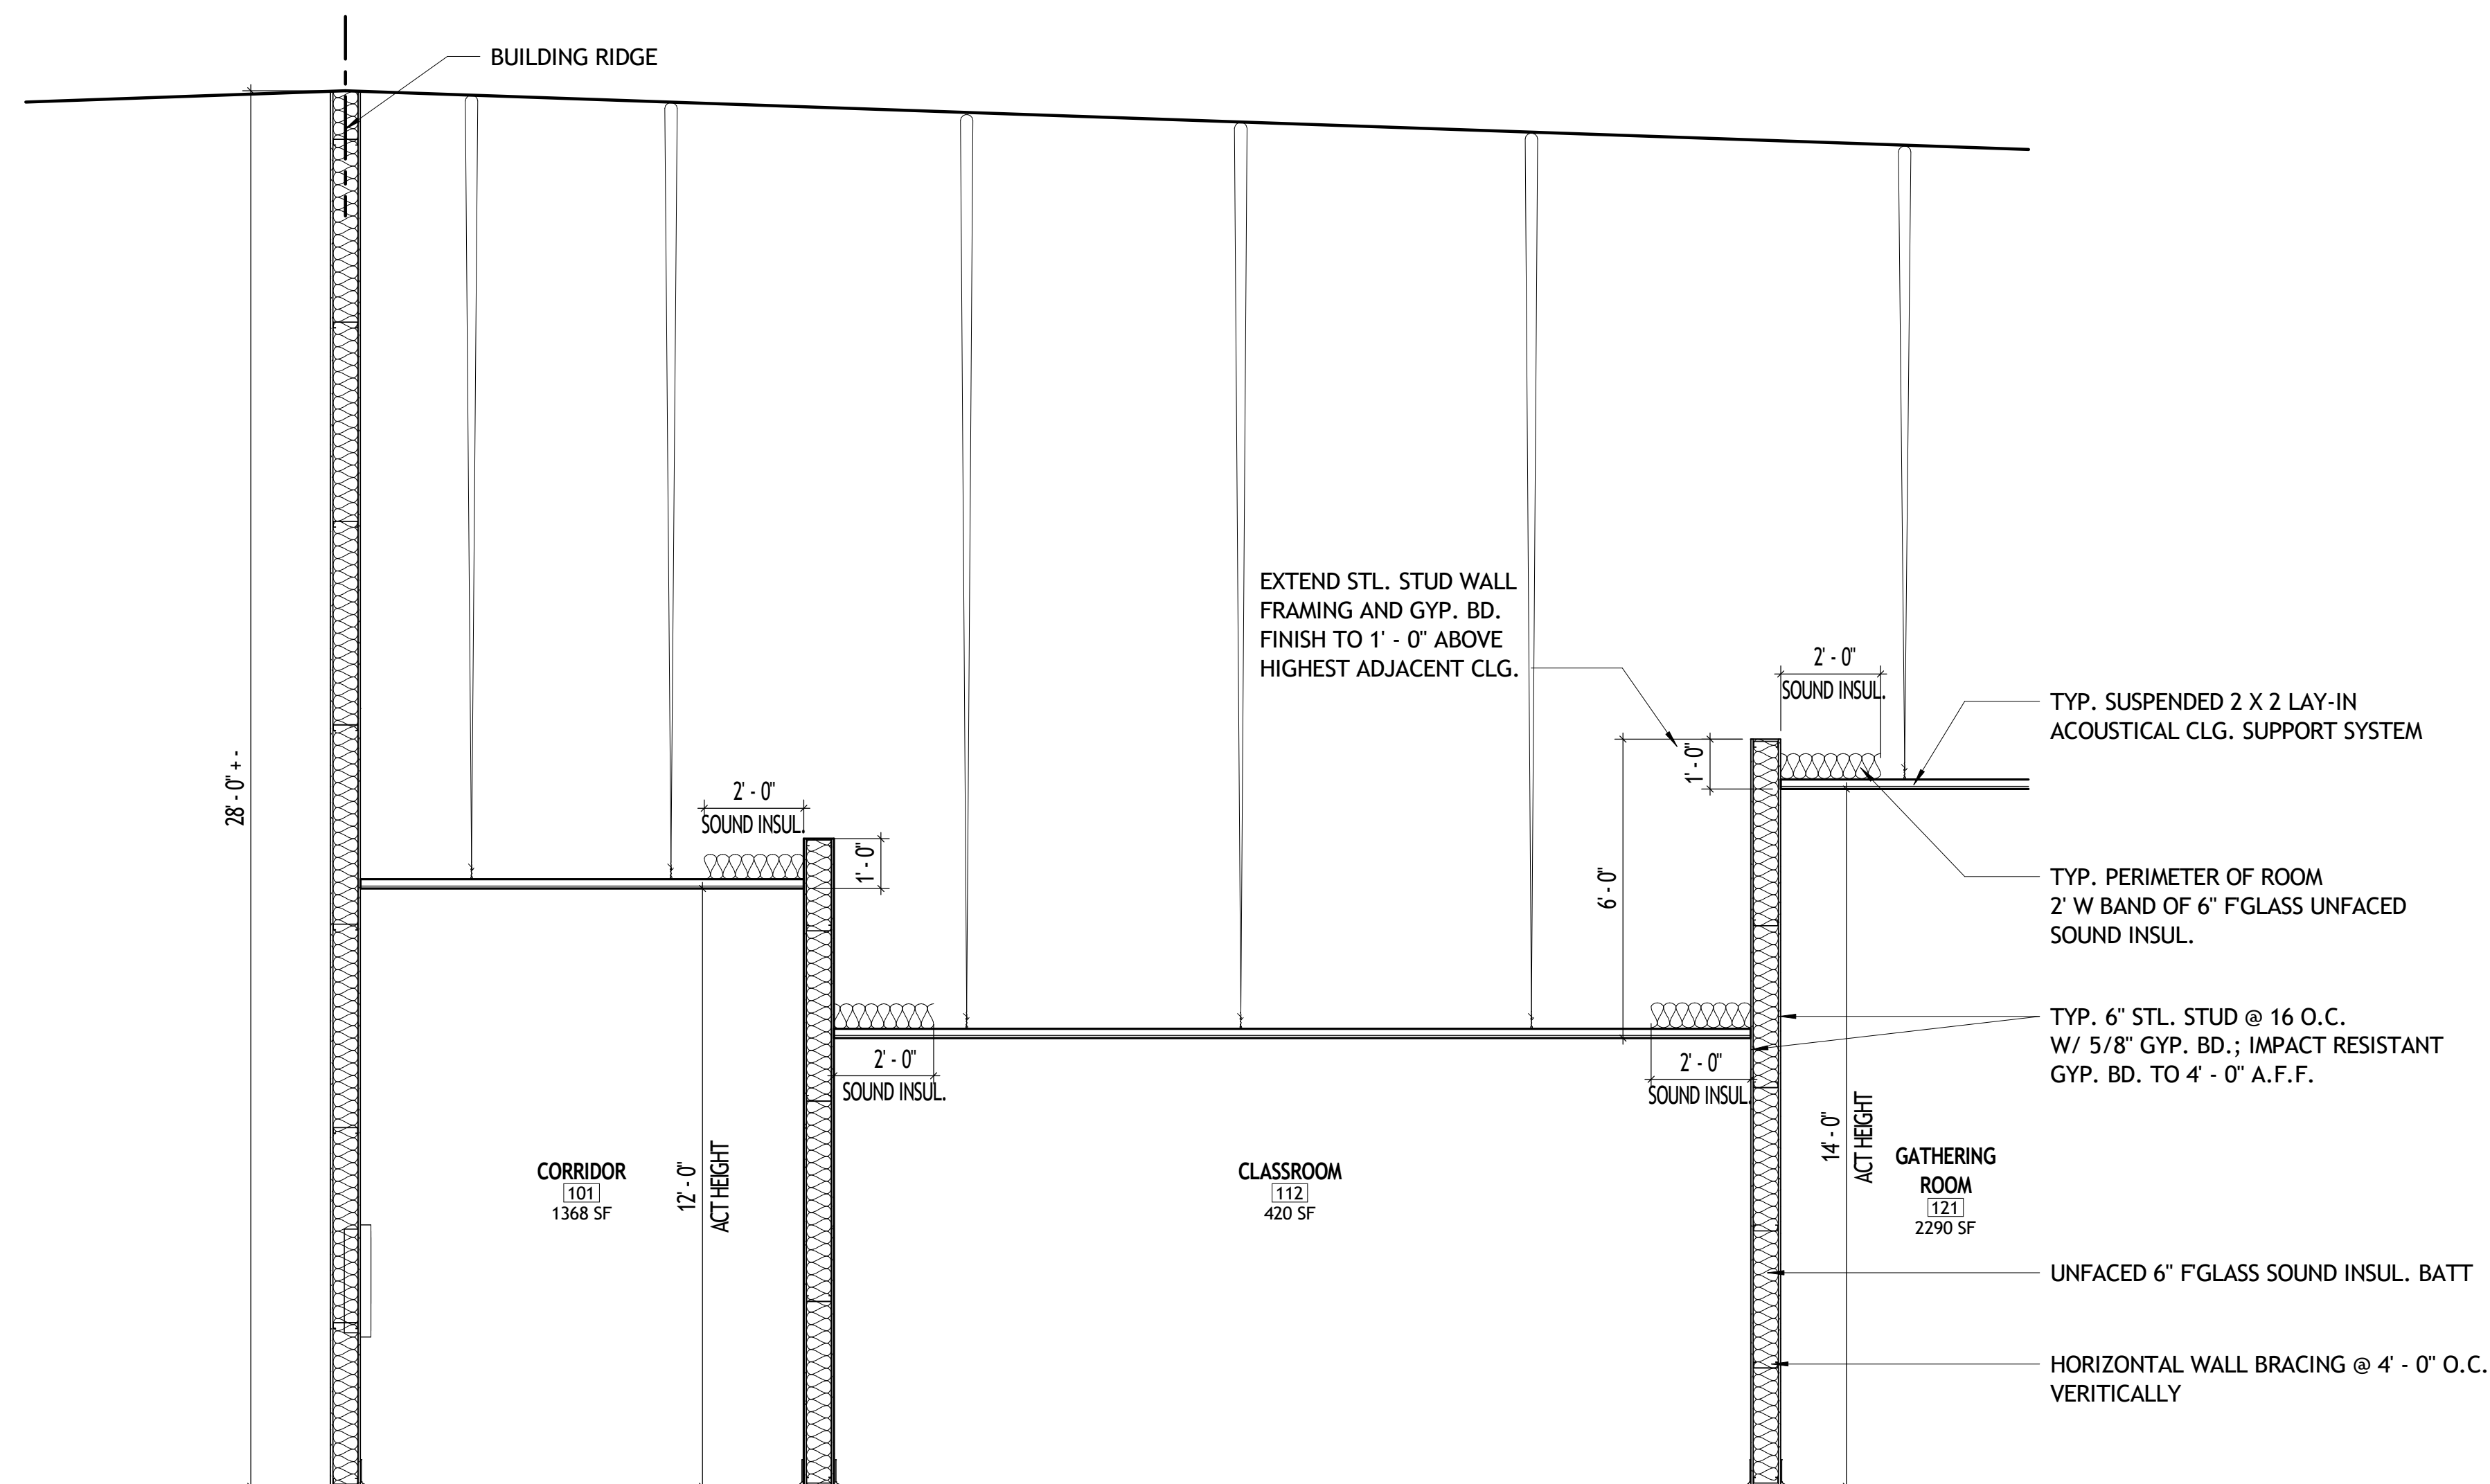 BUILDING RIDGE
EXTEND STL. STUD WALL
FRAMING AND GYP. BD.
FINISH TO 1' - 0" ABOVE
HIGHEST ADJACENT CLG.
2' - 0"
SOUND INSUL.
TYP. SUSPENDED 2 X 2 LAY-IN
ACOUSTICAL CLG. SUPPORT SYSTEM
1' - 0"
28' - 0" + -
2' - 0"
SOUND INSUL.
1' - 0"
6' - 0"
TYP. PERIMETER OF ROOM
2' W BAND OF 6" F'GLASS UNFACED
SOUND INSUL.
2' - 0"
SOUND INSUL.
2' - 0"
SOUND INSUL.
TYP. 6" STL. STUD @ 16 O.C.
W/ 5/8" GYP. BD.; IMPACT RESISTANT
GYP. BD. TO 4' - 0" A.F.F.
CORRIDOR
101
1368 SF
12' - 0"
ACT HEIGHT
CLASSROOM
112
420 SF
14' - 0"
ACT HEIGHT
GATHERING
ROOM
121
2290 SF
UNFACED 6" F'GLASS SOUND INSUL. BATT
HORIZONTAL WALL BRACING @ 4' - 0" O.C.
VERITICALLY